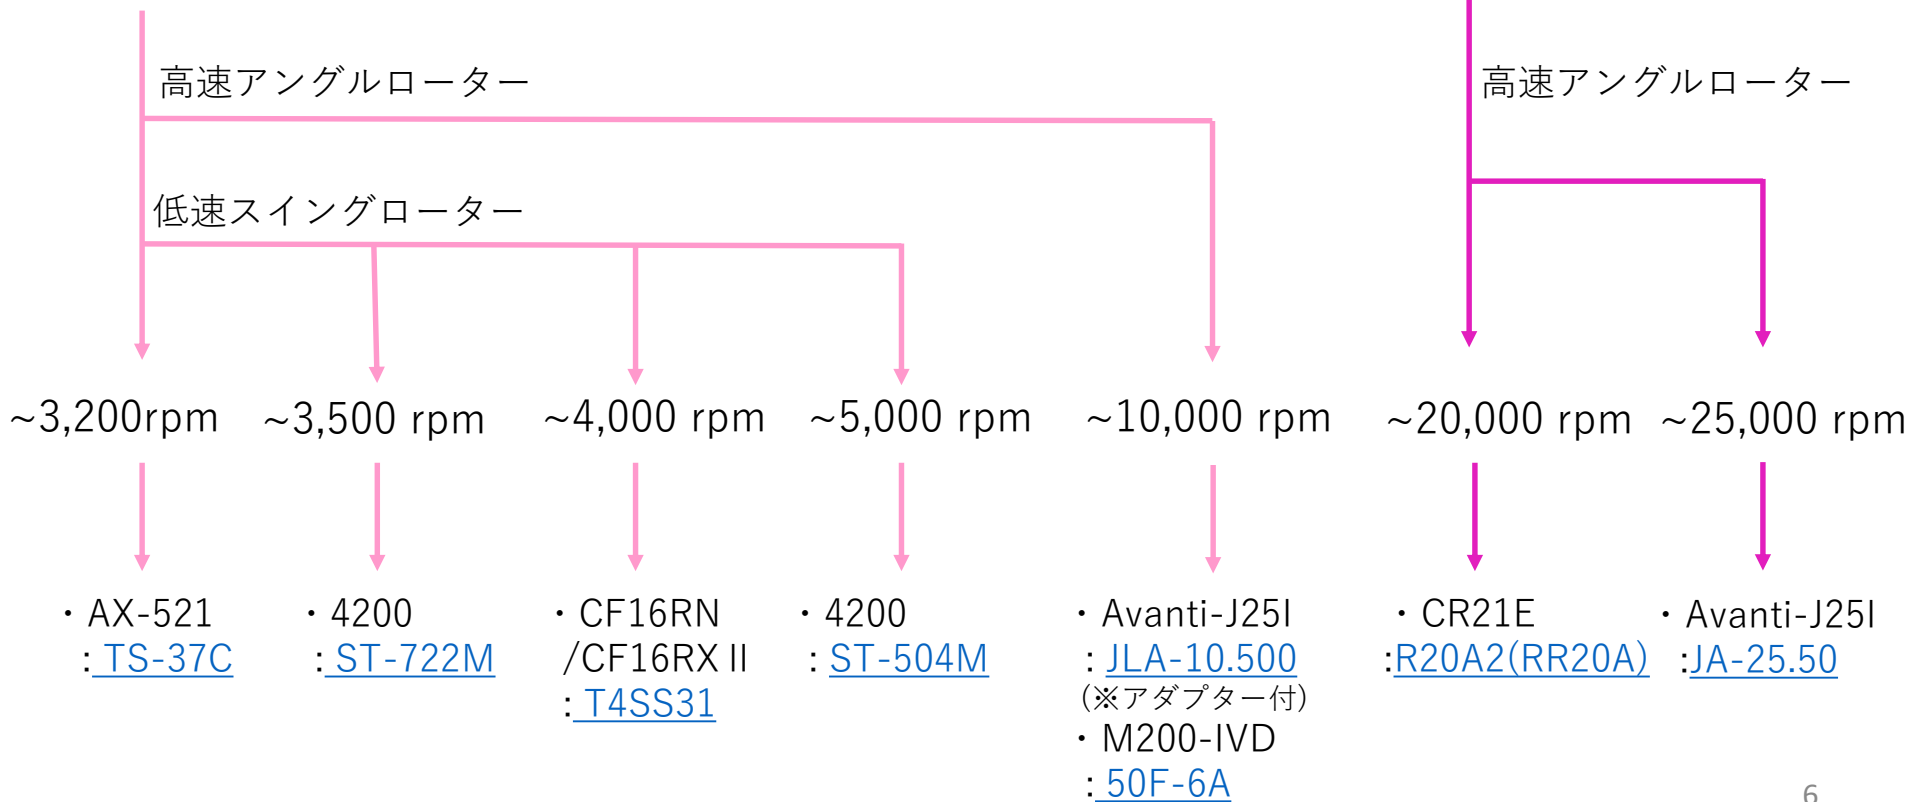 高速アングルローター
高速アングルローター
低速スイングローター
~3,200rpm
~3,500 rpm
~4,000 rpm
~5,000 rpm
~10,000 rpm
~20,000 rpm
~25,000 rpm
・AX-521
: TS-37C
・4200
: ST-722M
・CF16RN
/CF16RXⅡ
: T4SS31
・4200
: ST-504M
・Avanti-J25I
: JLA-10.500
(※アダプター付)
・M200-IVD
: 50F-6A
・CR21E
:R20A2(RR20A)
・Avanti-J25I
:JA-25.50
6